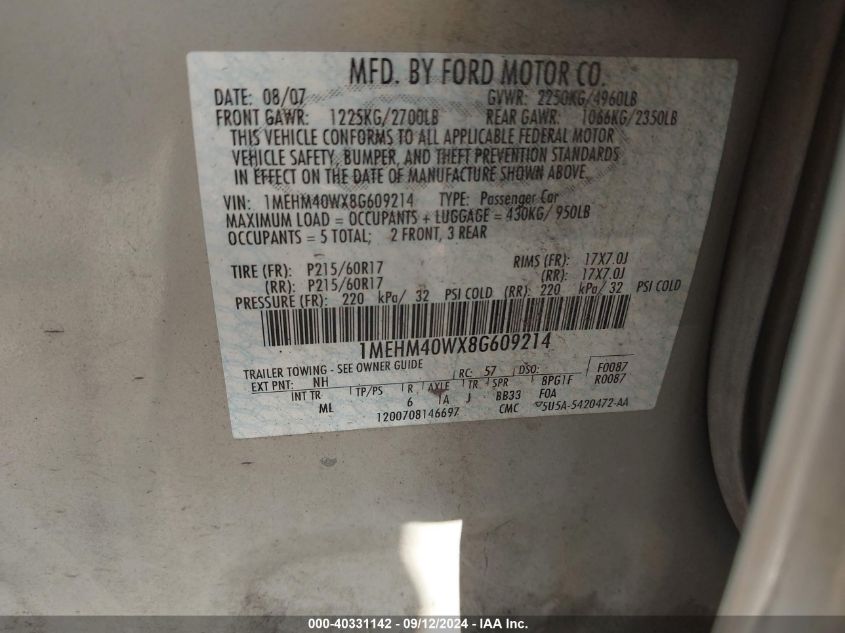 MFD. BY FORD MOTOR CO.
DATE: 08/07 GVWR: 2250KG/4960LB
FRONT GAWR: 1225KG/2700LB REAR GAWR: 1066KG/2350LB
THIS VEHICLE CONFORMS TO ALL APPLICABLE FEDERAL MOTOR
VEHICLE SAFETY, BUMPER, AND THEFT PREVENTION STANDARDS
IN EFFECT ON THE DATE OF MANUFACTURE SHOWN ABOVE.
VIN: 1MEHM40WX8G609214 TYPE: Passenger Car
MAXIMUM LOAD = OCCUPANTS + LUGGAGE = 430KG/ 950LB
OCCUPANTS = 5 TOTAL; 2 FRONT, 3 REAR
TIRE (FR): P215/60R17 RIMS (FR): 17X7.0J
(RR): P215/60R17 (RR): 17X7.0J
PRESSURE (FR): 220 kPa/ 32 PSI COLD (RR): 220 kPa/ 32 PSI COLD
1MEHM40WX8G609214
TRAILER TOWING - SEE OWNER GUIDE
EXT PNT: NH RC: 57 DSO: F0087
R0087
INT TR TP/PS R AXLE TR SPR 8PG1F
ML 6 A J BB33 FOA
1200708146697 CMC 5U5A-5420472-AA
000-40331142 - 09/12/2024 - IAAI.com